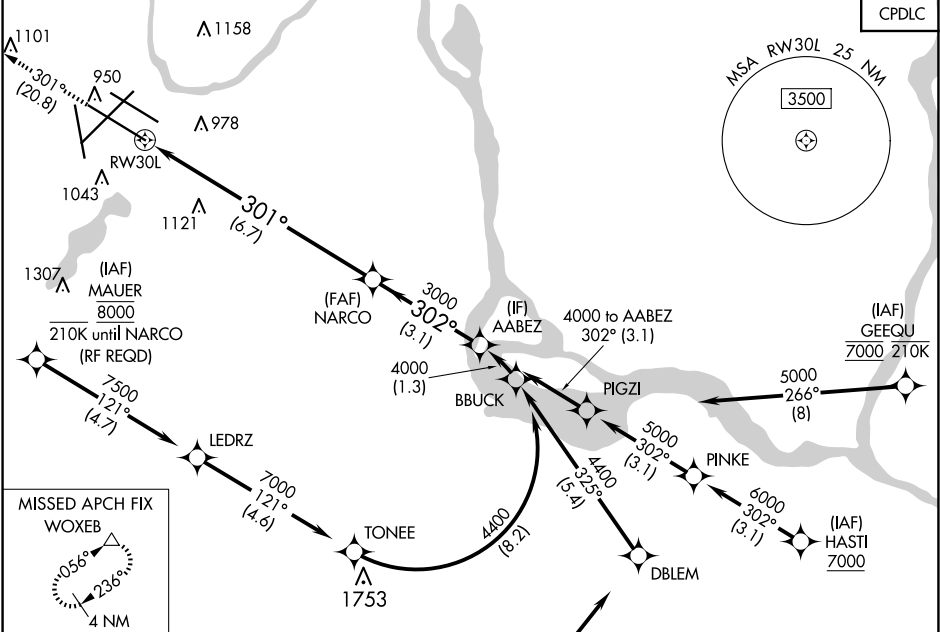 CPDLC
1101
1158
301°
(20.8)
950
978
RW30L
1043
1121
MSA RW30L 25 NM
3500
301°
(6.7)
1307
(IAF)
MAUER
8000
210K until NARCO
(RF REQD)
(FAF)
NARCO
3000
302°
(3.1)
(IF)
AABEZ
4000 to AABEZ
302° (3.1)
(IAF)
GEEQU
7000 210K
4000
(1.3)
BBUCK
PIGZI
5000
266°
(8)
7500
121°
(4.7)
LEDRZ
5000
302°
(3.1)
PINKE
4400
325°
(5.4)
7000
121°
(4.6)
6000
302°
(3.1)
(IAF)
HASTI
7000
TONEE
4400
(8.2)
DBLEM
1753
MISSED APCH FIX
WOXEB
056°
236°
4 NM